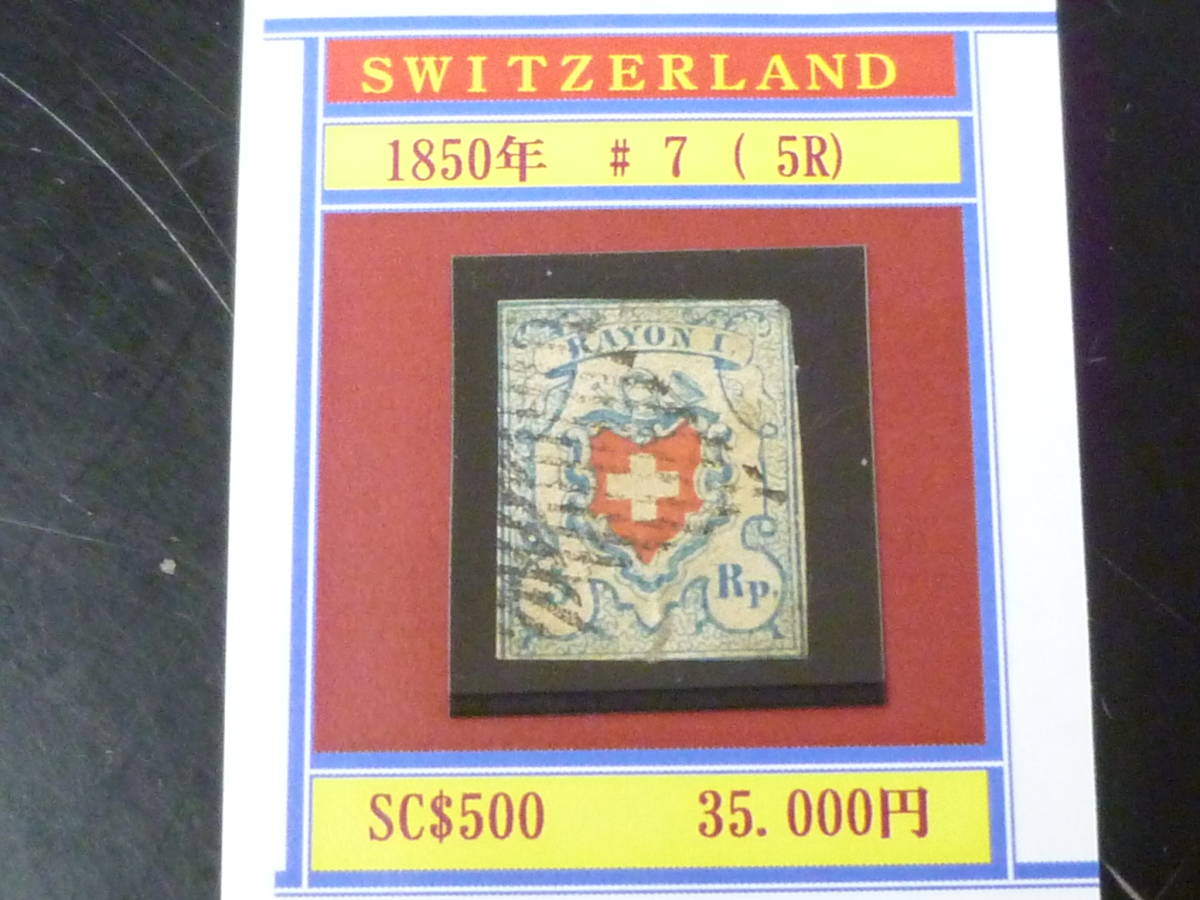 SWITZERLAND
1850年 # 7 ( 5R)
RAYON I.
Rp.
SC$500 35.000円